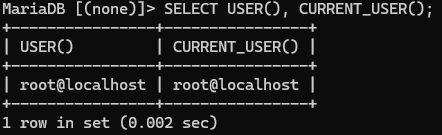 MariaDB [(none)]> SELECT USER(), CURRENT_USER();
+----------------+----------------+
| USER()         | CURRENT_USER() |
+----------------+----------------+
| root@localhost | root@localhost |
+----------------+----------------+
1 row in set (0.002 sec)